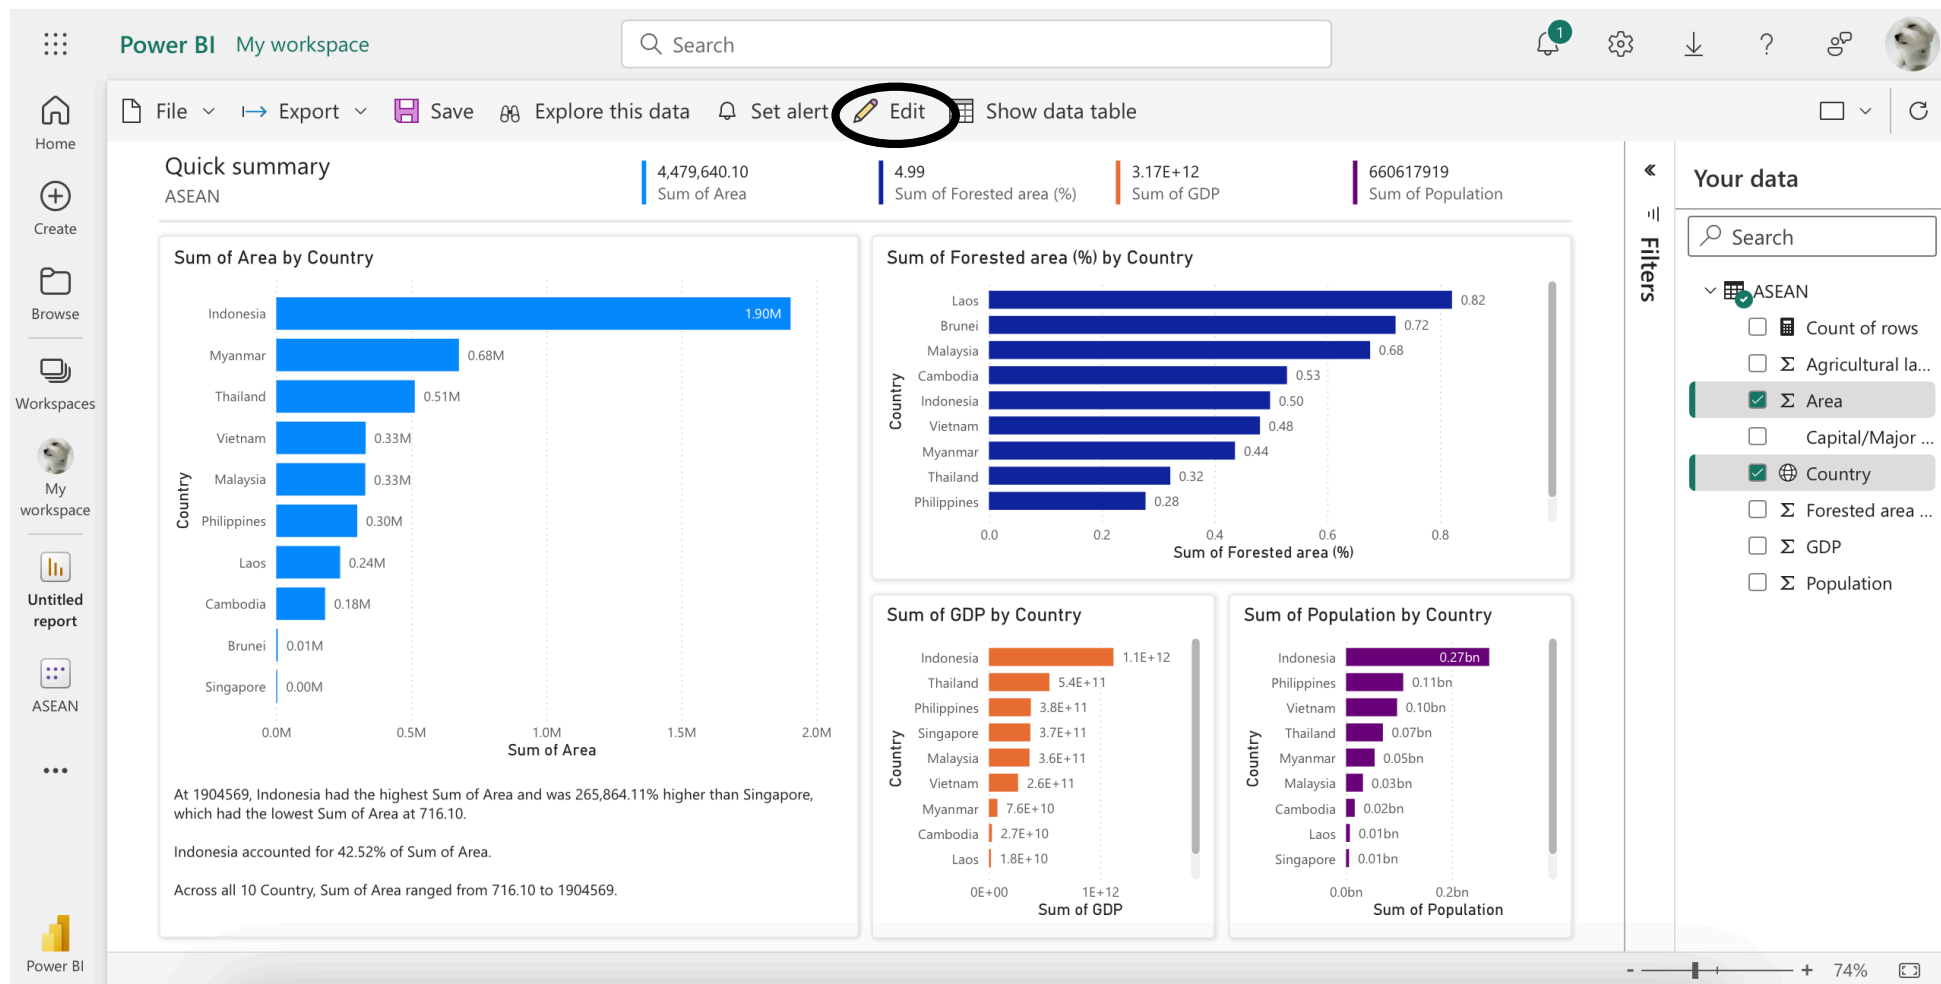 Power BI My workspace
Search
1
File
Export
Save
Explore this data
Set alert
Edit
Show data table
Home
Create
Browse
Workspaces
My
workspace
Untitled
report
ASEAN
Power BI
Quick summary
ASEAN
4,479,640.10
Sum of Area
4.99
Sum of Forested area (%)
3.17E+12
Sum of GDP
660617919
Sum of Population
Sum of Area by Country
Country
Indonesia 1.90M
Myanmar 0.68M
Thailand 0.51M
Vietnam 0.33M
Malaysia 0.33M
Philippines 0.30M
Laos 0.24M
Cambodia 0.18M
Brunei 0.01M
Singapore 0.00M
0.0M 0.5M 1.0M 1.5M 2.0M
Sum of Area
At 1904569, Indonesia had the highest Sum of Area and was 265,864.11% higher than Singapore,
which had the lowest Sum of Area at 716.10.
Indonesia accounted for 42.52% of Sum of Area.
Across all 10 Country, Sum of Area ranged from 716.10 to 1904569.
Sum of Forested area (%) by Country
Country
Laos 0.82
Brunei 0.72
Malaysia 0.68
Cambodia 0.53
Indonesia 0.50
Vietnam 0.48
Myanmar 0.44
Thailand 0.32
Philippines 0.28
0.0 0.2 0.4 0.6 0.8
Sum of Forested area (%)
Sum of GDP by Country
Country
Indonesia 1.1E+12
Thailand 5.4E+11
Philippines 3.8E+11
Singapore 3.7E+11
Malaysia 3.6E+11
Vietnam 2.6E+11
Myanmar 7.6E+10
Cambodia 2.7E+10
Laos 1.8E+10
0E+00 1E+12
Sum of GDP
Sum of Population by Country
Country
Indonesia 0.27bn
Philippines 0.11bn
Vietnam 0.10bn
Thailand 0.07bn
Myanmar 0.05bn
Malaysia 0.03bn
Cambodia 0.02bn
Laos 0.01bn
Singapore 0.01bn
0.0bn 0.2bn
Sum of Population
Filters
Your data
Search
ASEAN
Count of rows
Agricultural la...
Area
Capital/Major ...
Country
Forested area ...
GDP
Population
- + 74%